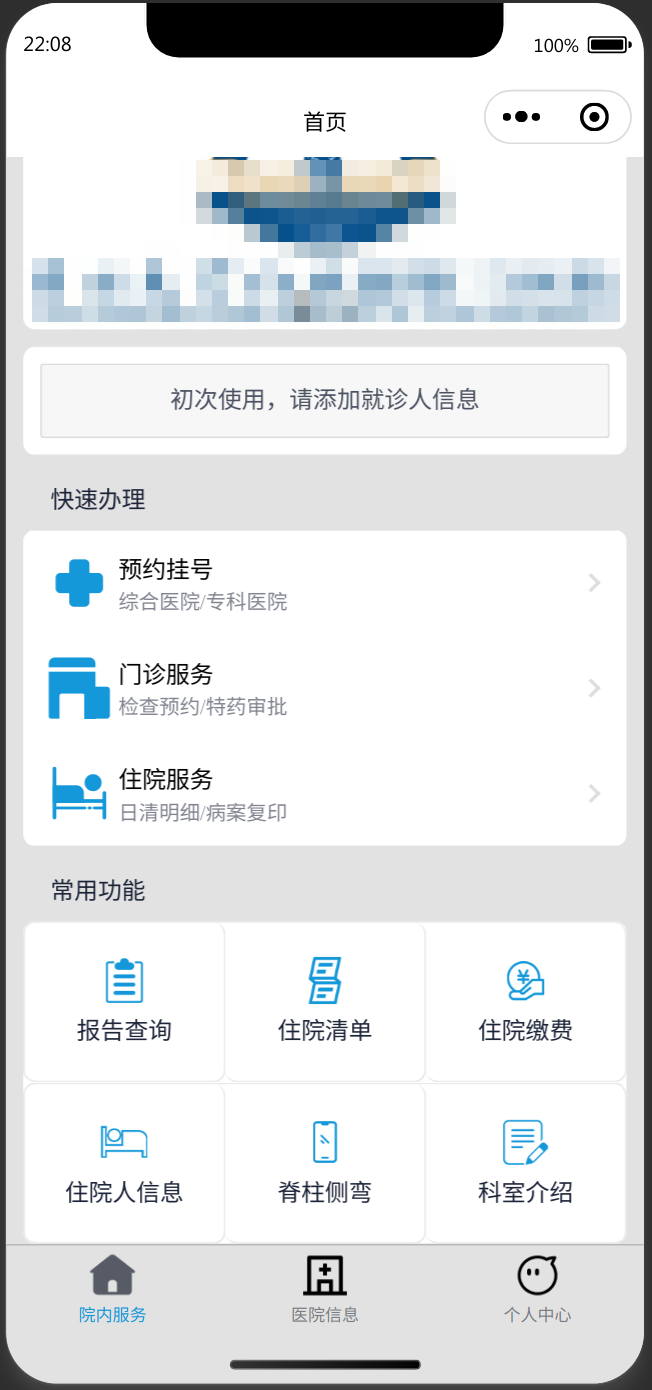 22:08
100%
首页
初次使用，请添加就诊人信息
快速办理
预约挂号
综合医院/专科医院
门诊服务
检查预约/特药审批
住院服务
日清明细/病案复印
常用功能
报告查询 住院清单 住院缴费
住院人信息 脊柱侧弯 科室介绍
院内服务 医院信息 个人中心